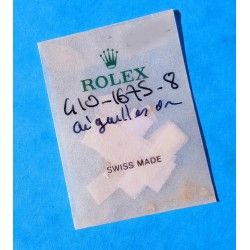 ROLEX
410-1675-8
aiguilles or
SWISS MADE